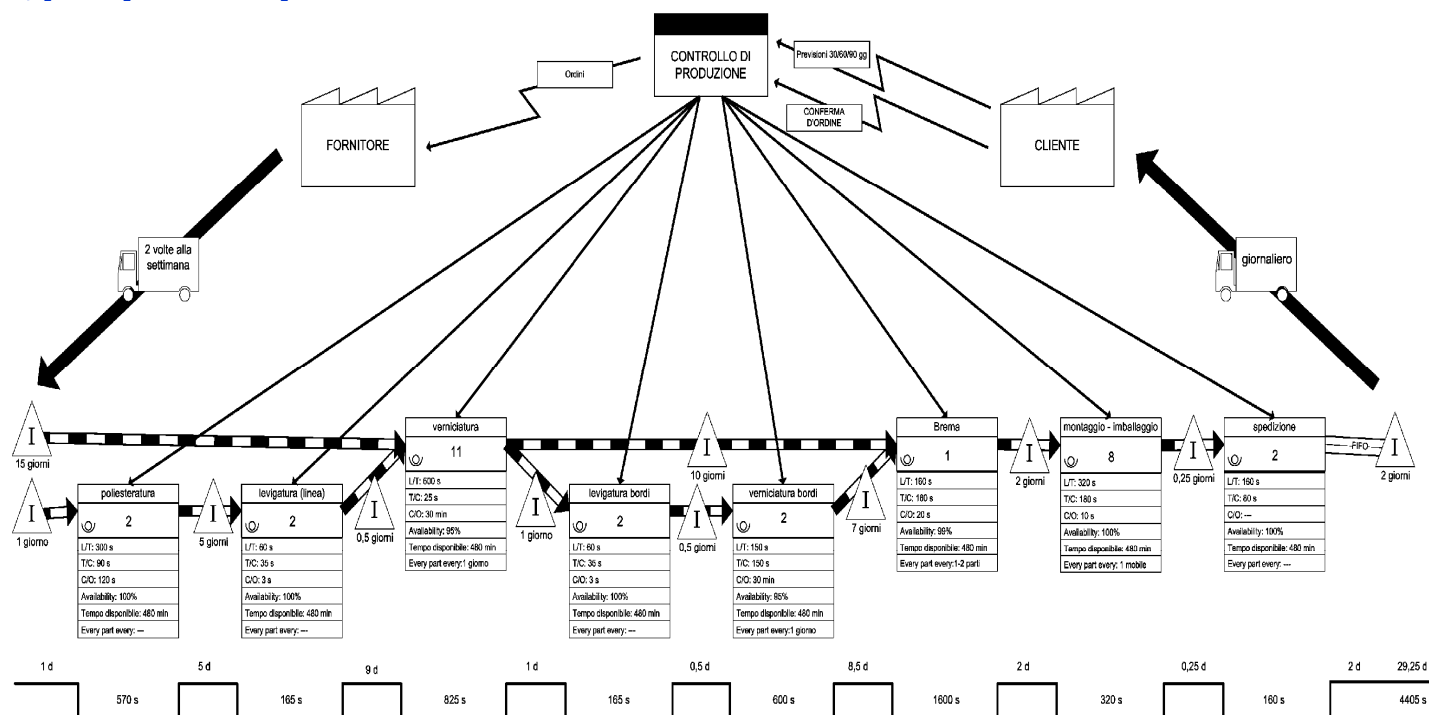 CONTROLLO DI
PRODUZIONE
Previsioni 30/60/90 gg
Ordini
CONFERMA
D'ORDINE
FORNITORE
CLIENTE
2 volte alla
settimana
giornaliero
I
15 giorni
I
1 giorno
poliesteratura
2
L/T: 300 s
T/C: 90 s
C/O: 120 s
Availability: 100%
Tempo disponibile: 480 min
Every part every: ---
I
5 giorni
levigatura (linea)
2
L/T: 60 s
T/C: 35 s
C/O: 3 s
Availability: 100%
Tempo disponibile: 480 min
Every part every: ---
I
0,5 giorni
verniciatura
11
L/T: 600 s
T/C: 25 s
C/O: 30 min
Availability: 95%
Tempo disponibile: 480 min
Every part every:1 giorno
I
1 giorno
I
10 giorni
levigatura bordi
2
L/T: 60 s
T/C: 35 s
C/O: 3 s
Availability: 100%
Tempo disponibile: 480 min
Every part every: ---
I
0,5 giorni
verniciatura bordi
2
L/T: 150 s
T/C: 150 s
C/O: 30 min
Availability: 95%
Tempo disponibile: 480 min
Every part every:1 giorno
I
7 giorni
Brema
1
L/T: 160 s
T/C: 180 s
C/O: 20 s
Availability: 99%
Tempo disponibile: 480 min
Every part every:1-2 parti
I
2 giorni
montaggio - imballaggio
8
L/T: 320 s
T/C: 180 s
C/O: 10 s
Availability: 100%
Tempo disponibile: 480 min
Every part every: 1 mobile
I
0,25 giorni
spedizione
2
L/T: 160 s
T/C: 80 s
C/O: ---
Availability: 100%
Tempo disponibile: 480 min
Every part every: ---
FIFO
I
2 giorni
1 d
5 d
9 d
1 d
0,5 d
8,5 d
2 d
0,25 d
2 d
29,25 d
570 s
165 s
825 s
165 s
600 s
1600 s
320 s
160 s
4405 s